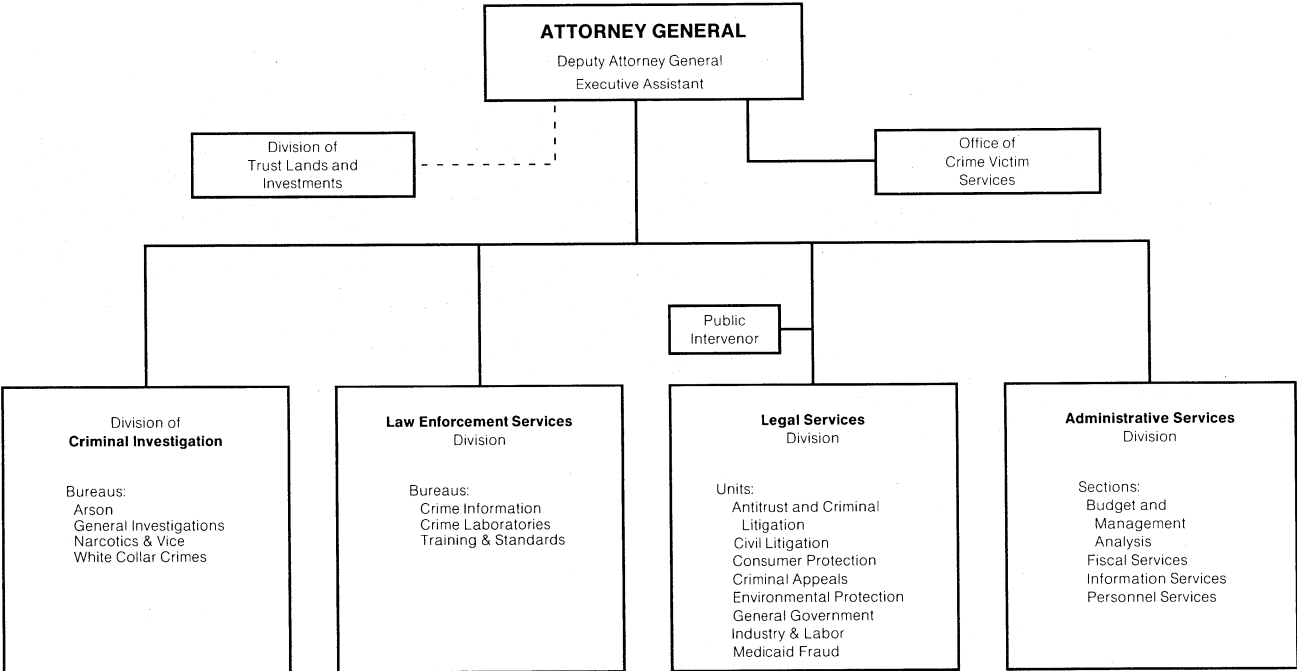 ATTORNEY GENERAL
Deputy Attorney General
Executive Assistant
Division of
Trust Lands and
Investments
Office of
Crime Victim
Services
Public
Intervenor
Division of
Criminal Investigation
Bureaus:
Arson
General Investigations
Narcotics & Vice
White Collar Crimes
Law Enforcement Services
Division
Bureaus:
Crime Information
Crime Laboratories
Training & Standards
Legal Services
Division
Units:
Antitrust and Criminal
Litigation
Civil Litigation
Consumer Protection
Criminal Appeals
Environmental Protection
General Government
Industry & Labor
Medicaid Fraud
Administrative Services
Division
Sections:
Budget and
Management
Analysis
Fiscal Services
Information Services
Personnel Services